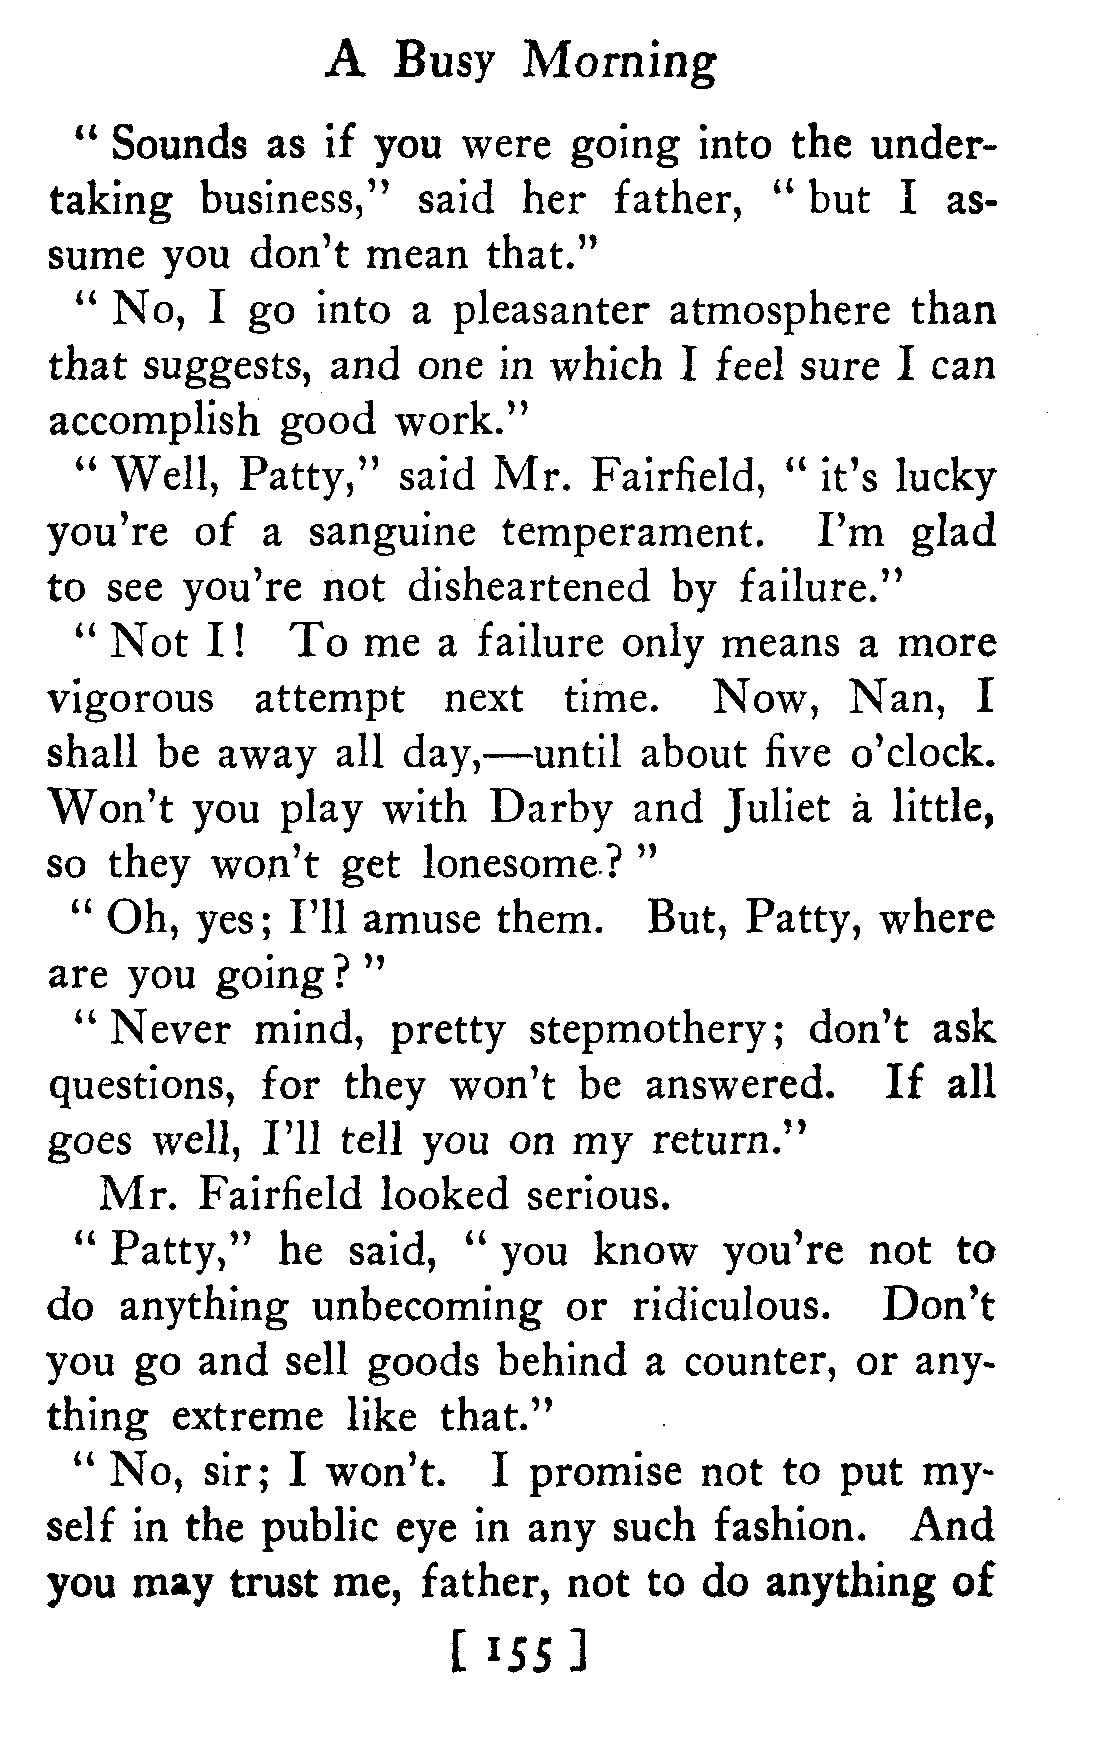 A Busy Morning
“ Sounds as if you were going into the under-
taking business,” said her father, “ but I as-
sume you don’t mean that.”
“ No, I go into a pleasanter atmosphere than
that suggests, and one in which I feel sure I can
accomplish good work.”
“ Well, Patty,” said Mr. Fairfield, “ it’s lucky
you’re of a sanguine temperament. I’m glad
to see you’re not disheartened by failure.”
“ Not I! To me a failure only means a more
vigorous attempt next time. Now, Nan, I
shall be away all day,—until about five o’clock.
Won’t you play with Darby and Juliet a little,
so they won’t get lonesome? ”
“ Oh, yes; I’ll amuse them. But, Patty, where
are you going? ”
“ Never mind, pretty stepmothery; don’t ask
questions, for they won’t be answered. If all
goes well, I’ll tell you on my return.”
Mr. Fairfield looked serious.
“ Patty,” he said, “ you know you’re not to
do anything unbecoming or ridiculous. Don’t
you go and sell goods behind a counter, or any-
thing extreme like that.”
“ No, sir; I won’t. I promise not to put my-
self in the public eye in any such fashion. And
you may trust me, father, not to do anything of
[ 155 ]